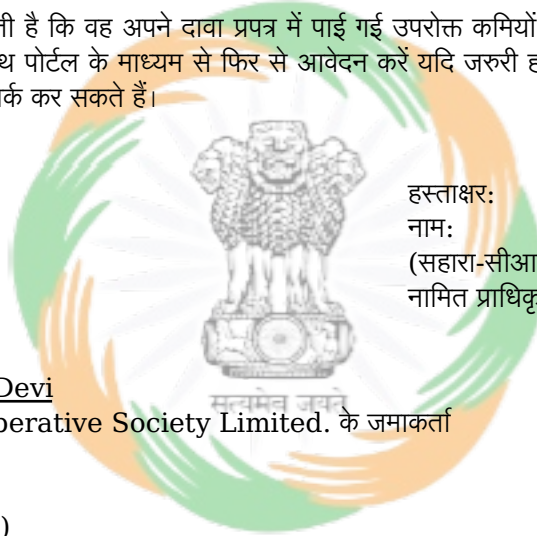 ती है कि वह अपने दावा प्रपत्र में पाई गई उपरोक्त कमियों
थ पोर्टल के माध्यम से फिर से आवेदन करें यदि जरुरी ह
र्क कर सकते हैं।
हस्ताक्षर:
नाम:
(सहारा-सीआ
नामित प्राधिकृ
सत्यमेव जयते
Devi
perative Society Limited. के जमाकर्ता
)